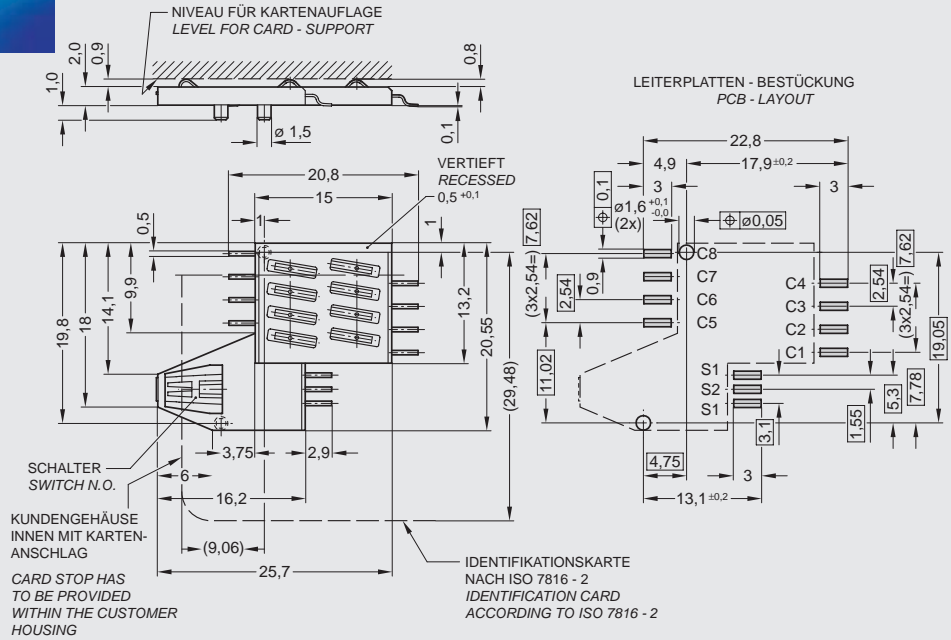 NIVEAU FÜR KARTENAUFLAGE
LEVEL FOR CARD - SUPPORT
1,0
2,0
0,9
0,8
0,1
ø 1,5
LEITERPLATTEN - BESTÜCKUNG
PCB - LAYOUT
22,8
4,9
17,9 ±0,2
3
3
0,1
ø1,6 +0,1 -0,0
(2x)
ø0,05
20,8
15
VERTIEFT
RECESSED
0,5 +0,1
0,5
1
1
19,8
18
14,1
9,9
13,2
20,55
(29,48)
(3x2,54=) 7,62
2,54
0,9
11,02
C8
C7
C6
C5
C4
C3
C2
C1
S1
S2
S1
2,54
(3x2,54=) 7,62
19,05
7,78
5,3
1,55
3,1
4,75
3
13,1 ±0,2
SCHALTER
SWITCH N.O.
3,75
2,9
6
16,2
(9,06)
25,7
KUNDENGEHÄUSE
INNEN MIT KARTEN-
ANSCHLAG
CARD STOP HAS
TO BE PROVIDED
WITHIN THE CUSTOMER
HOUSING
IDENTIFIKATIONSKARTE
NACH ISO 7816 - 2
IDENTIFICATION CARD
ACCORDING TO ISO 7816 - 2